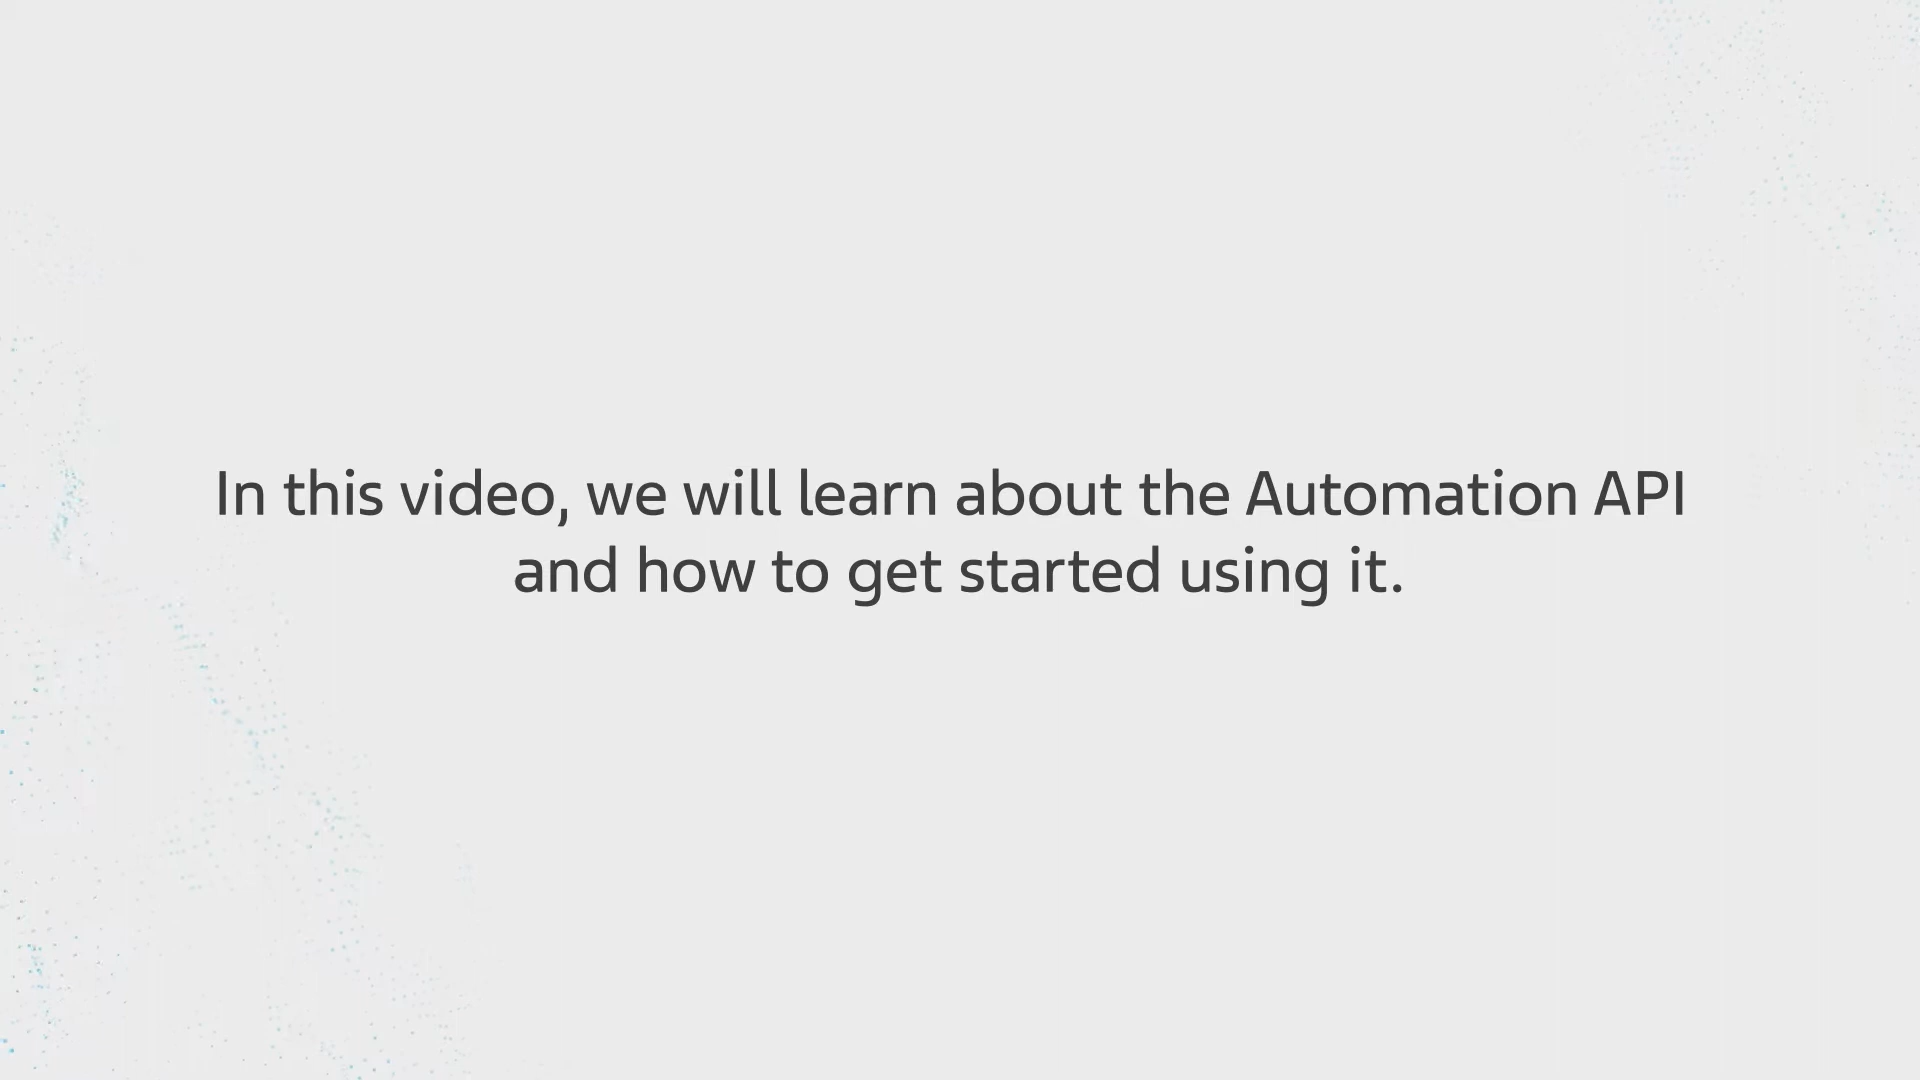 In this video, we will learn about the Automation API
and how to get started using it.